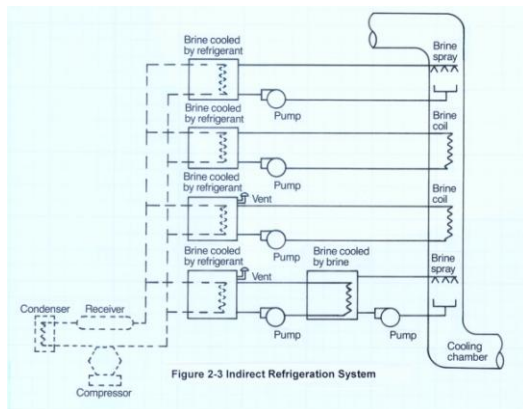 Brine cooled
by refrigerant
Brine
spray
Pump
Brine cooled
by refrigerant
Brine
coil
Pump
Brine cooled
by refrigerant
Vent
Brine
coil
Pump
Brine cooled
by refrigerant
Vent
Brine cooled
by brine
Brine
spray
Pump
Pump
Condenser
Receiver
Compressor
Cooling
chamber
Figure 2-3 Indirect Refrigeration System